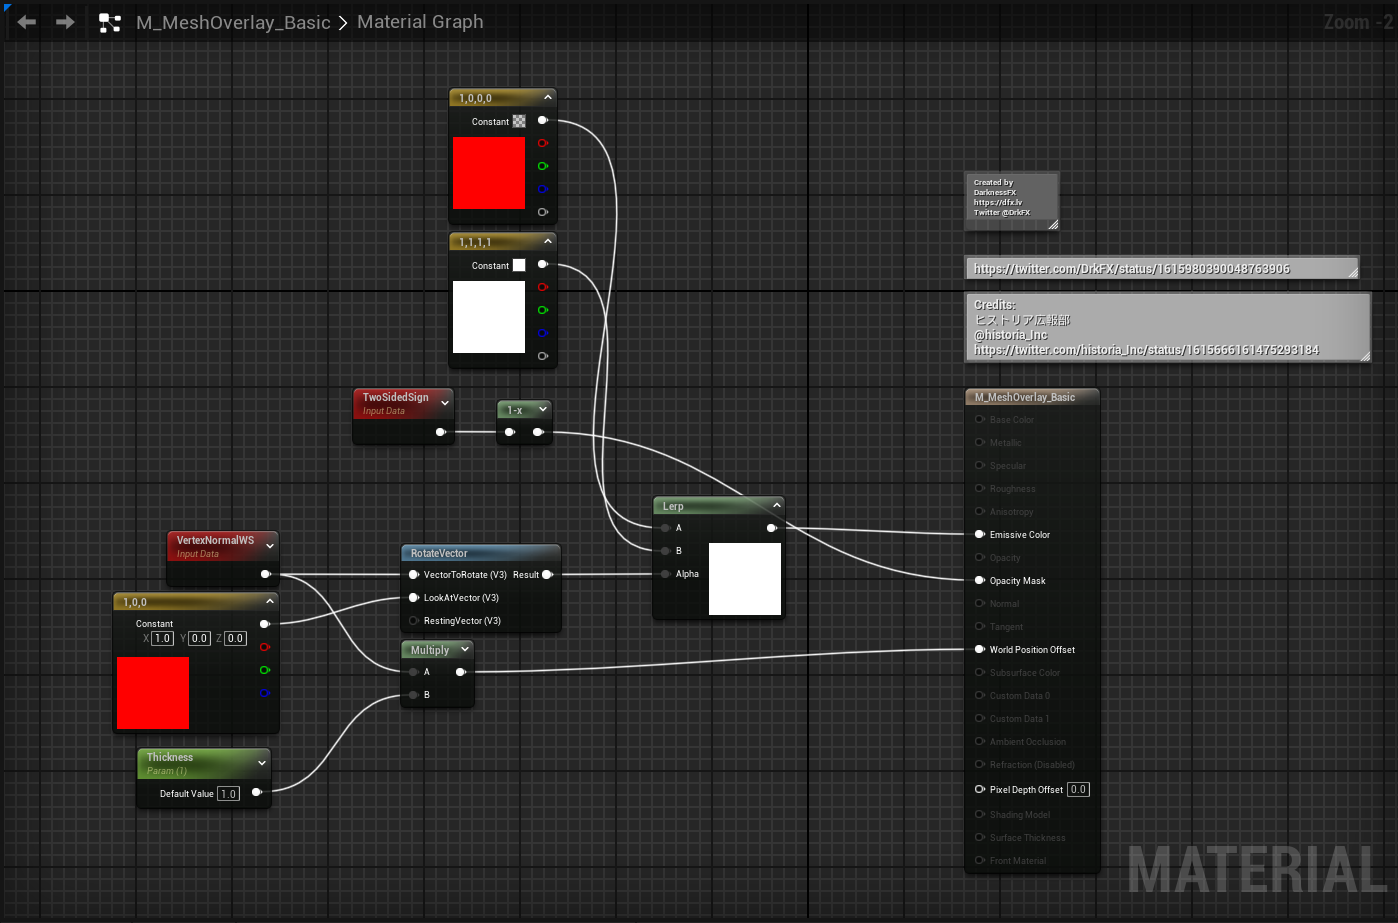 M_MeshOverlay_Basic > Material Graph
Zoom -2
1,0,0,0
Constant
1,1,1,1
Constant
Created by
DarknessFX
https://dfx.lv
Twitter @DrkFX
https://twitter.com/DrkFX/status/1615980390048763906
Credits:
ヒストリア広報部
@historia_Inc
https://twitter.com/historia_Inc/status/1615666161475293184
TwoSidedSign
Input Data
1-x
VertexNormalWS
Input Data
1,0,0
Constant
X 1.0 Y 0.0 Z 0.0
Thickness
Param (1)
Default Value 1.0
RotateVector
VectorToRotate (V3) Result
LookAtVector (V3)
RestingVector (V3)
Multiply
A
B
Lerp
A
B
Alpha
M_MeshOverlay_Basic
Base Color
Metallic
Specular
Roughness
Anisotropy
Emissive Color
Opacity
Opacity Mask
Normal
Tangent
World Position Offset
Subsurface Color
Custom Data 0
Custom Data 1
Ambient Occlusion
Refraction (Disabled)
Pixel Depth Offset 0.0
Shading Model
Surface Thickness
Front Material
MATERIAL